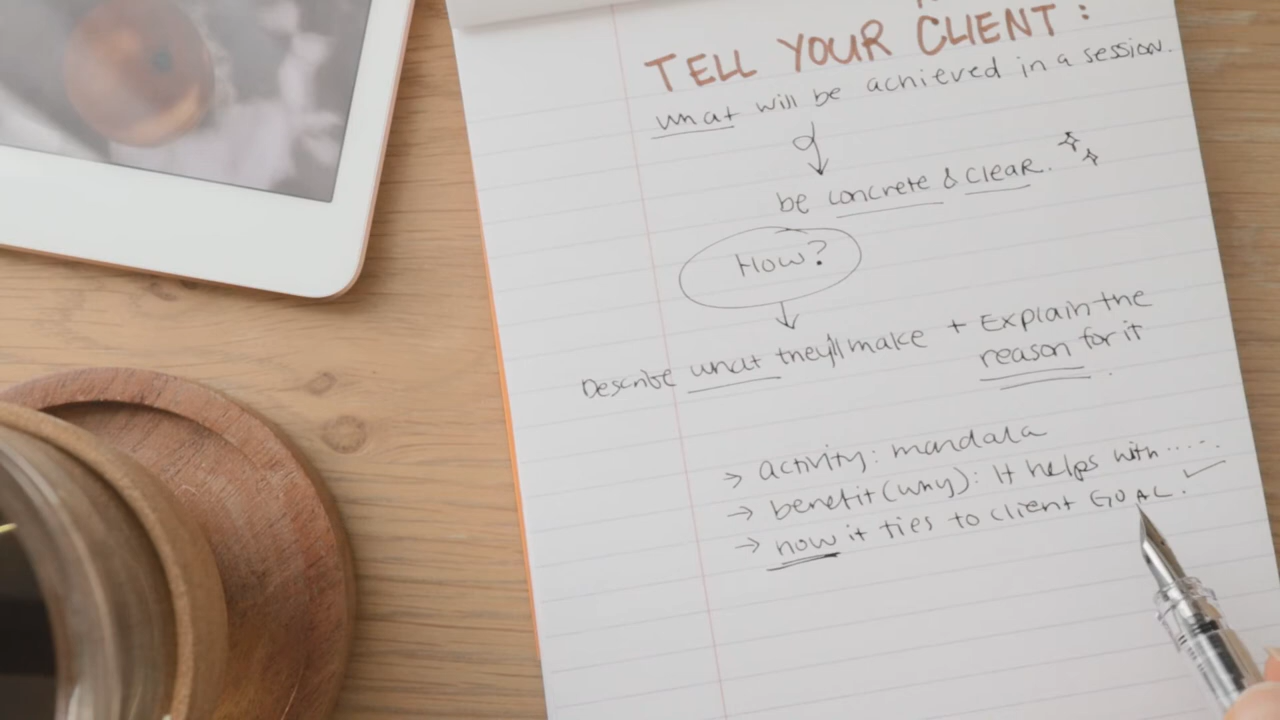 TELL YOUR CLIENT:
what will be achieved in a session.
be concrete & clear.
How?
Describe what they'll make + Explain the
reason for it
→ activity: mandala
→ benefit (why): It helps with.....
→ how it ties to client GOAL. ✓